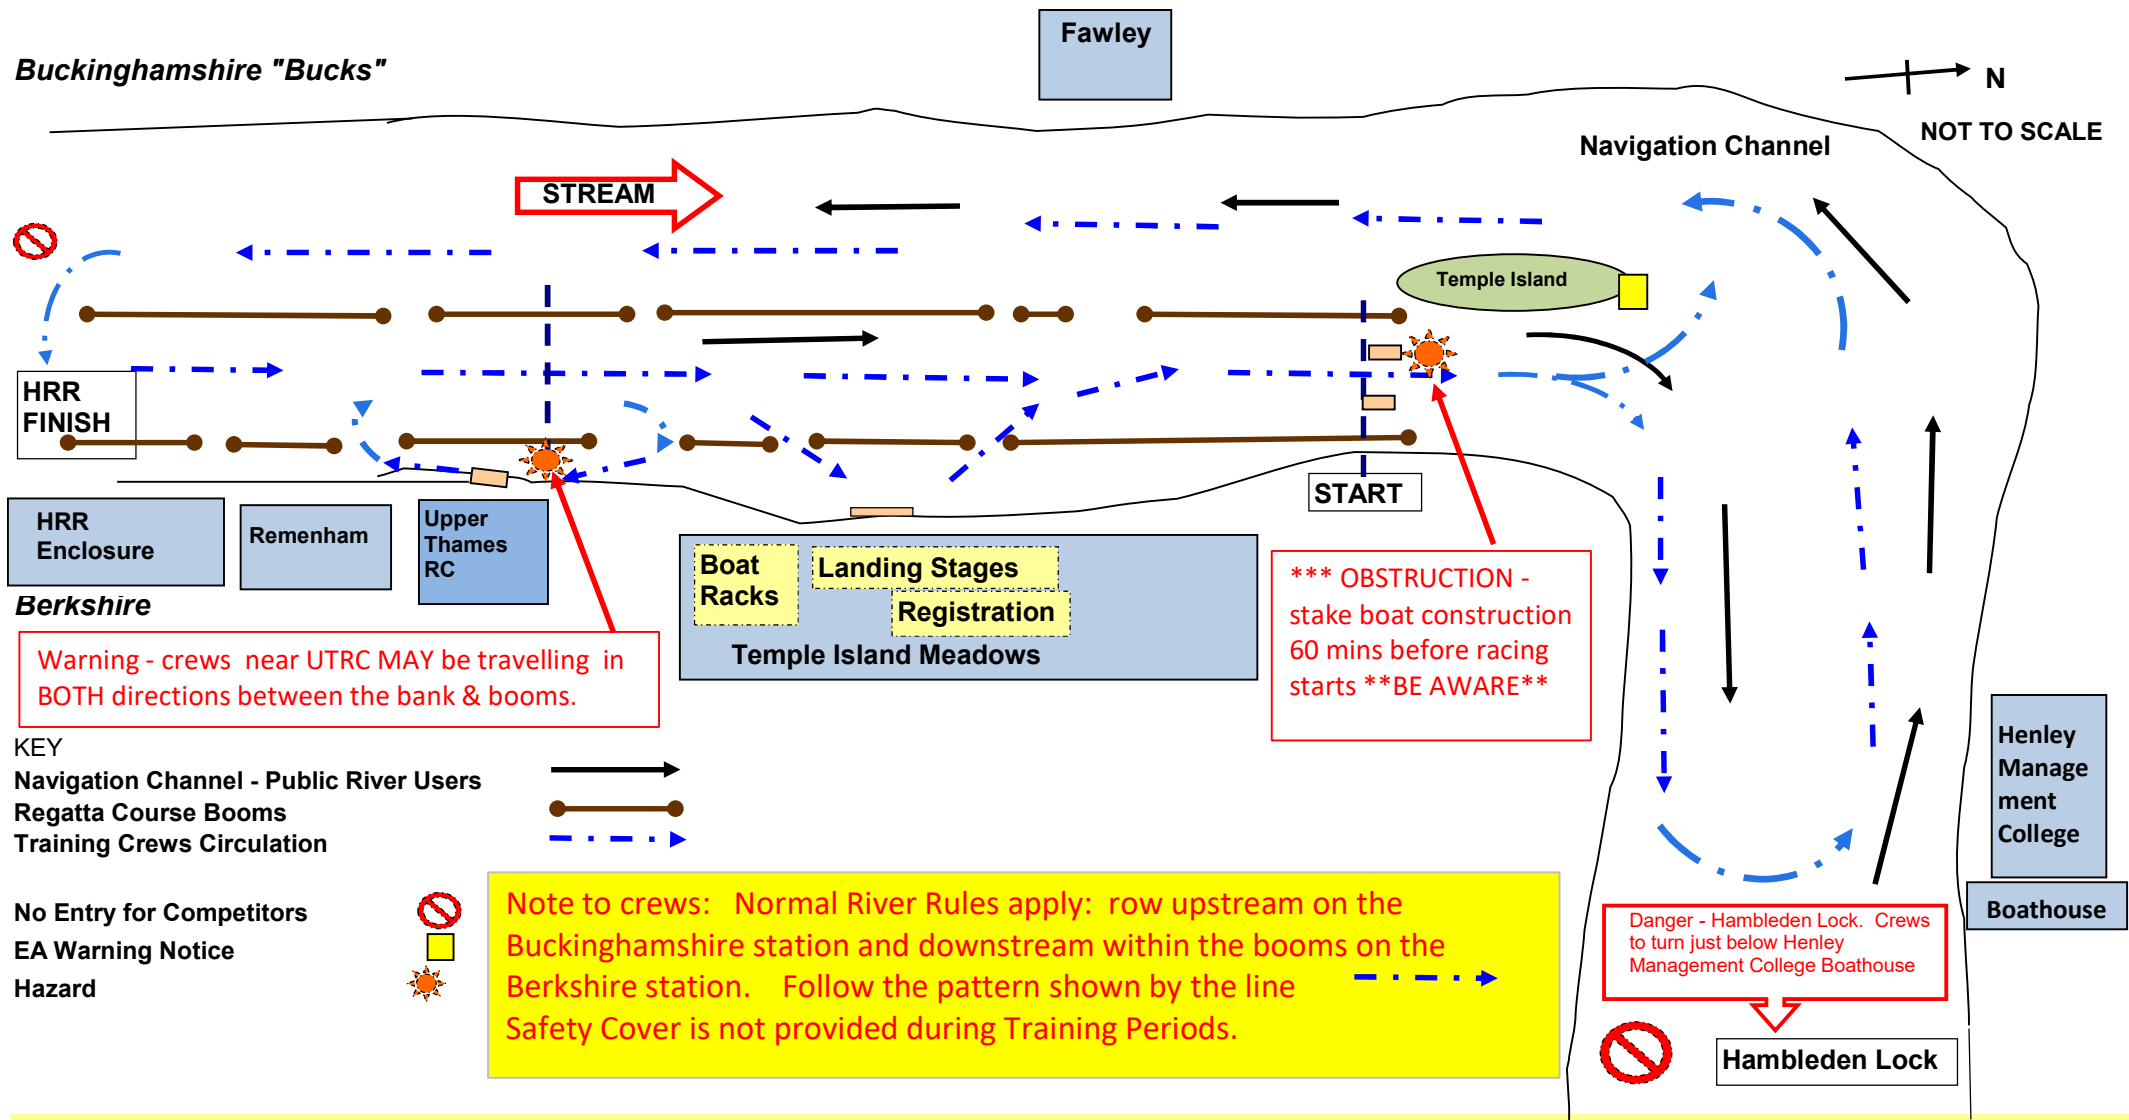 Fawley
Buckinghamshire "Bucks"
N
NOT TO SCALE
Navigation Channel
STREAM
Temple Island
HRR
FINISH
START
HRR
Enclosure
Remenham
Upper
Thames
RC
Boat
Racks
Landing Stages
Registration
Temple Island Meadows
*** OBSTRUCTION -
stake boat construction
60 mins before racing
starts **BE AWARE**
Berkshire
Warning - crews near UTRC MAY be travelling in
BOTH directions between the bank & booms.
Henley
Manage
ment
College
Boathouse
KEY
Navigation Channel - Public River Users
Regatta Course Booms
Training Crews Circulation
No Entry for Competitors
EA Warning Notice
Hazard
Note to crews: Normal River Rules apply: row upstream on the
Buckinghamshire station and downstream within the booms on the
Berkshire station. Follow the pattern shown by the line
Safety Cover is not provided during Training Periods.
Danger - Hambleden Lock. Crews
to turn just below Henley
Management College Boathouse
Hambleden Lock